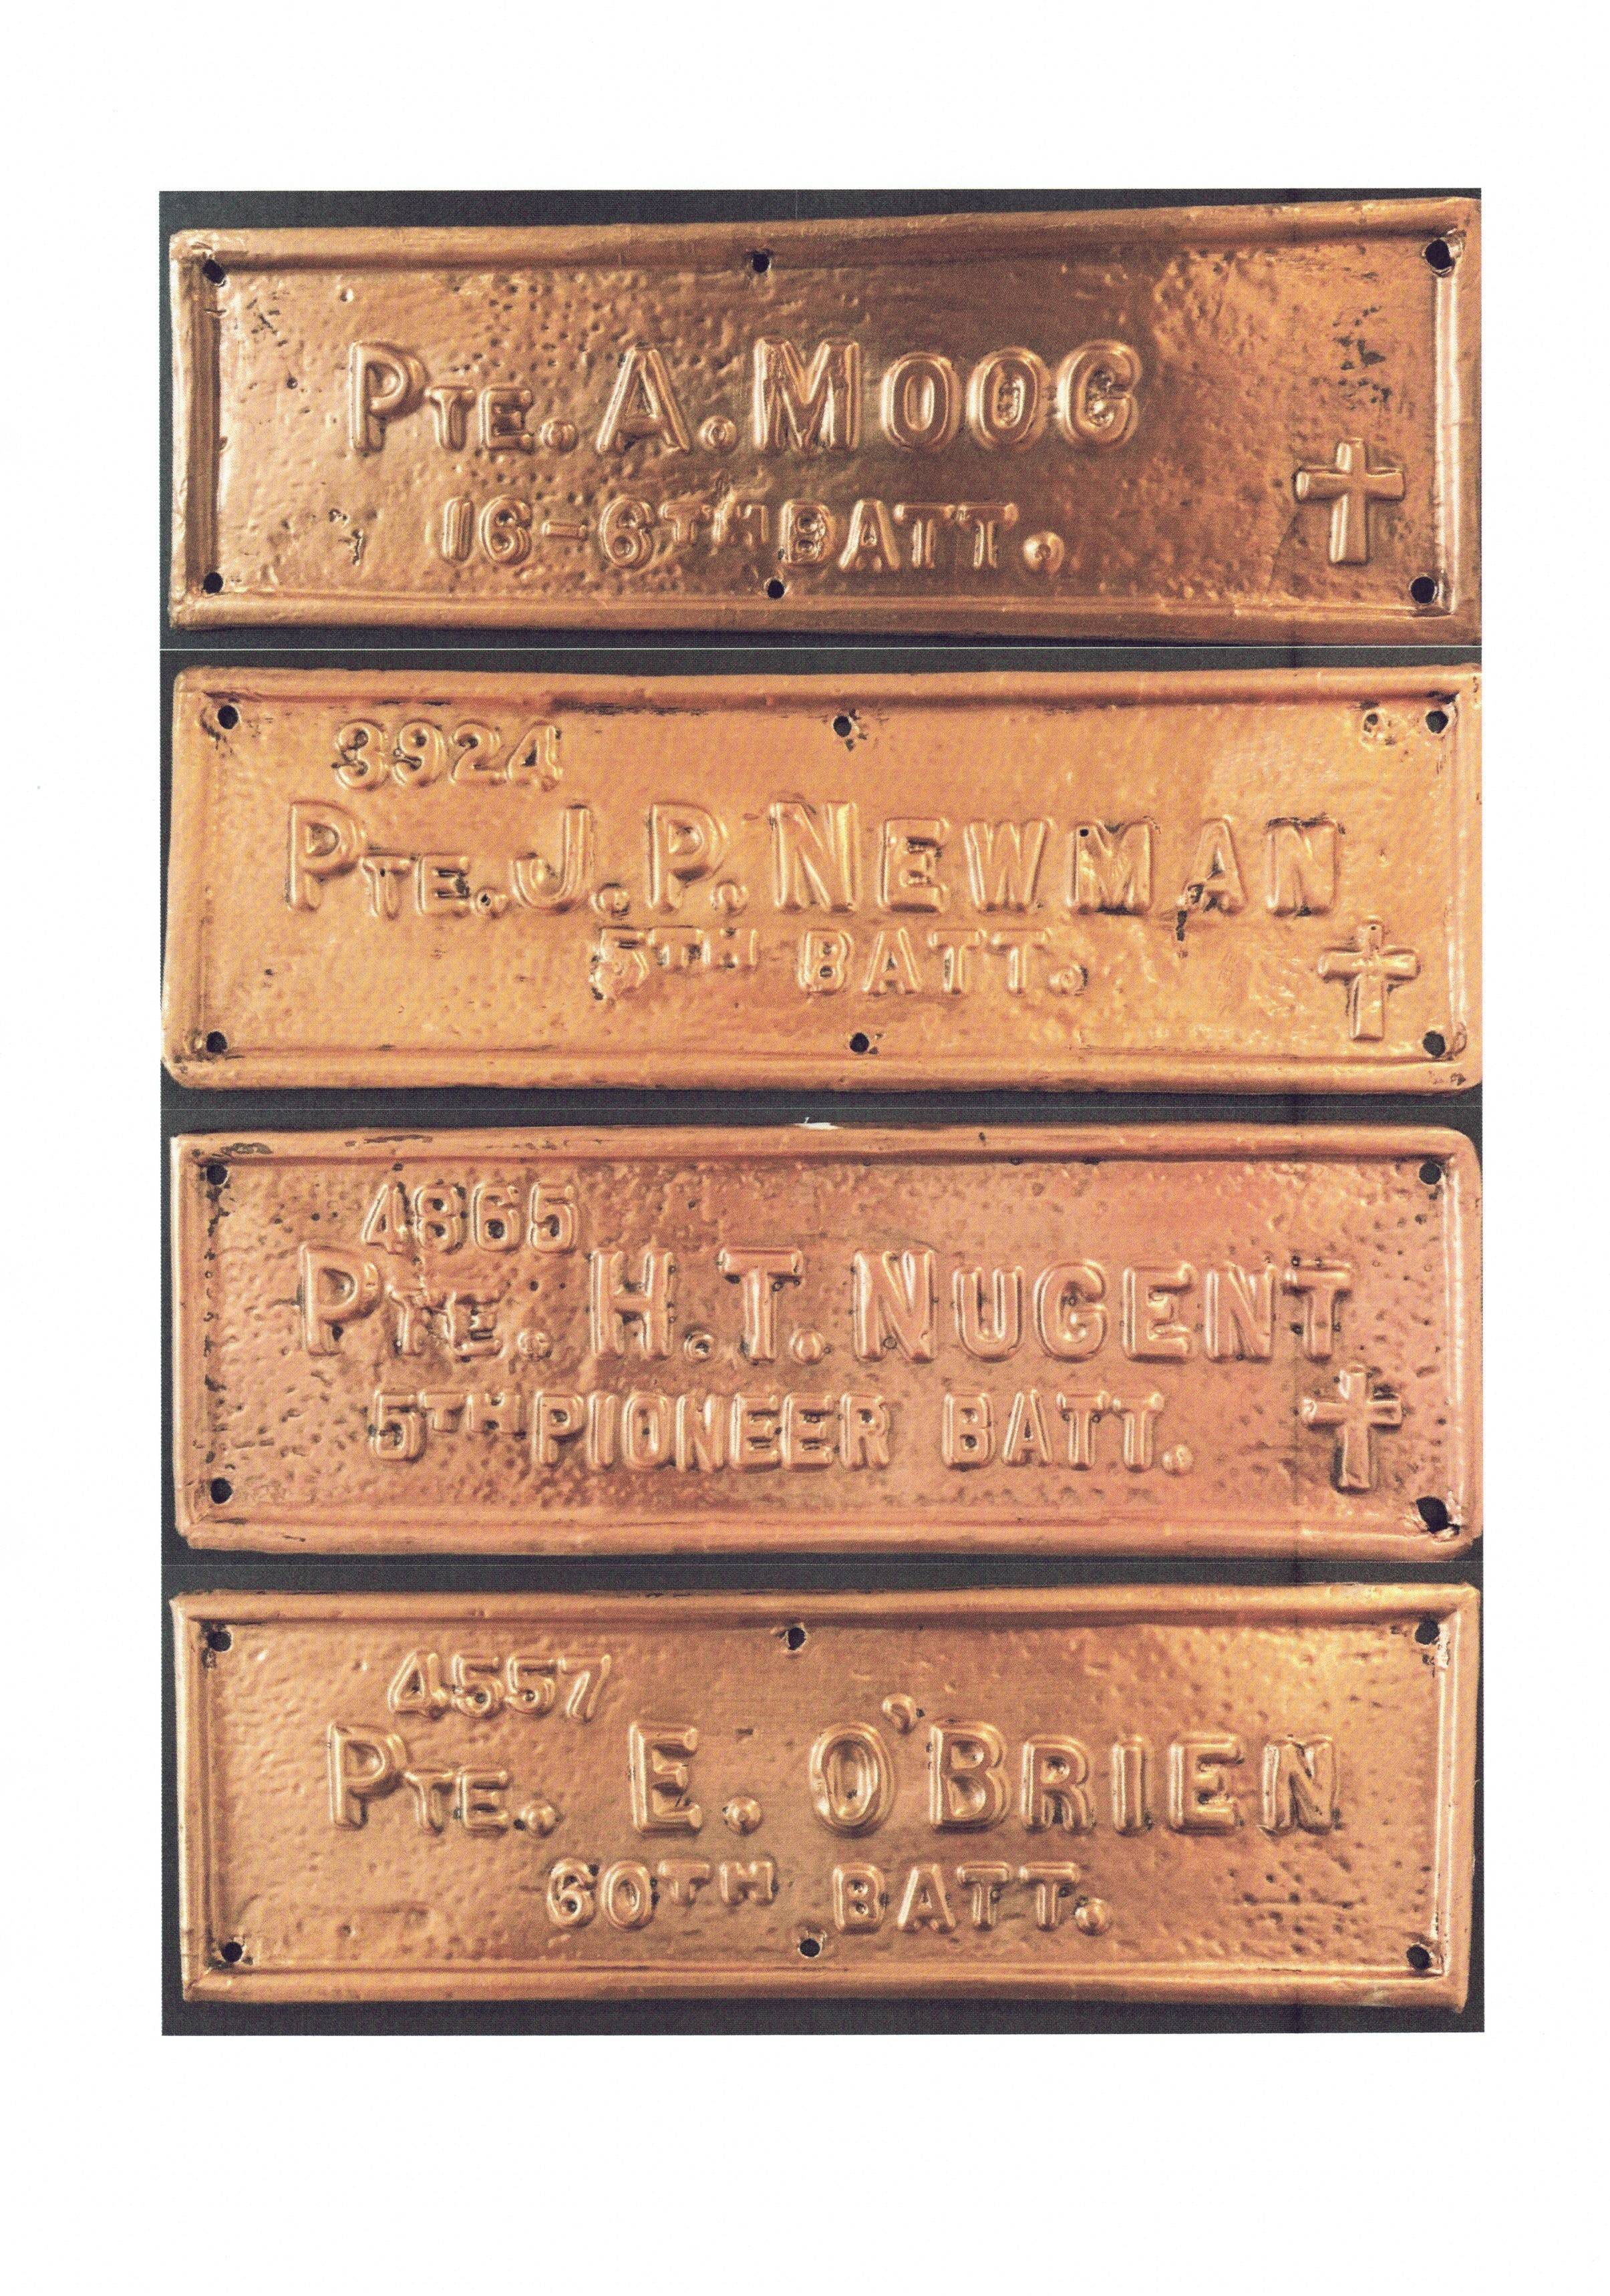 PTE. A. MOOG
16-6TH BATT.
3924
PTE. J. P. NEWMAN
5TH BATT.
4865
PTE. H. T. NUGENT
5TH PIONEER BATT.
4557
PTE. E. O'BRIEN
60TH BATT.